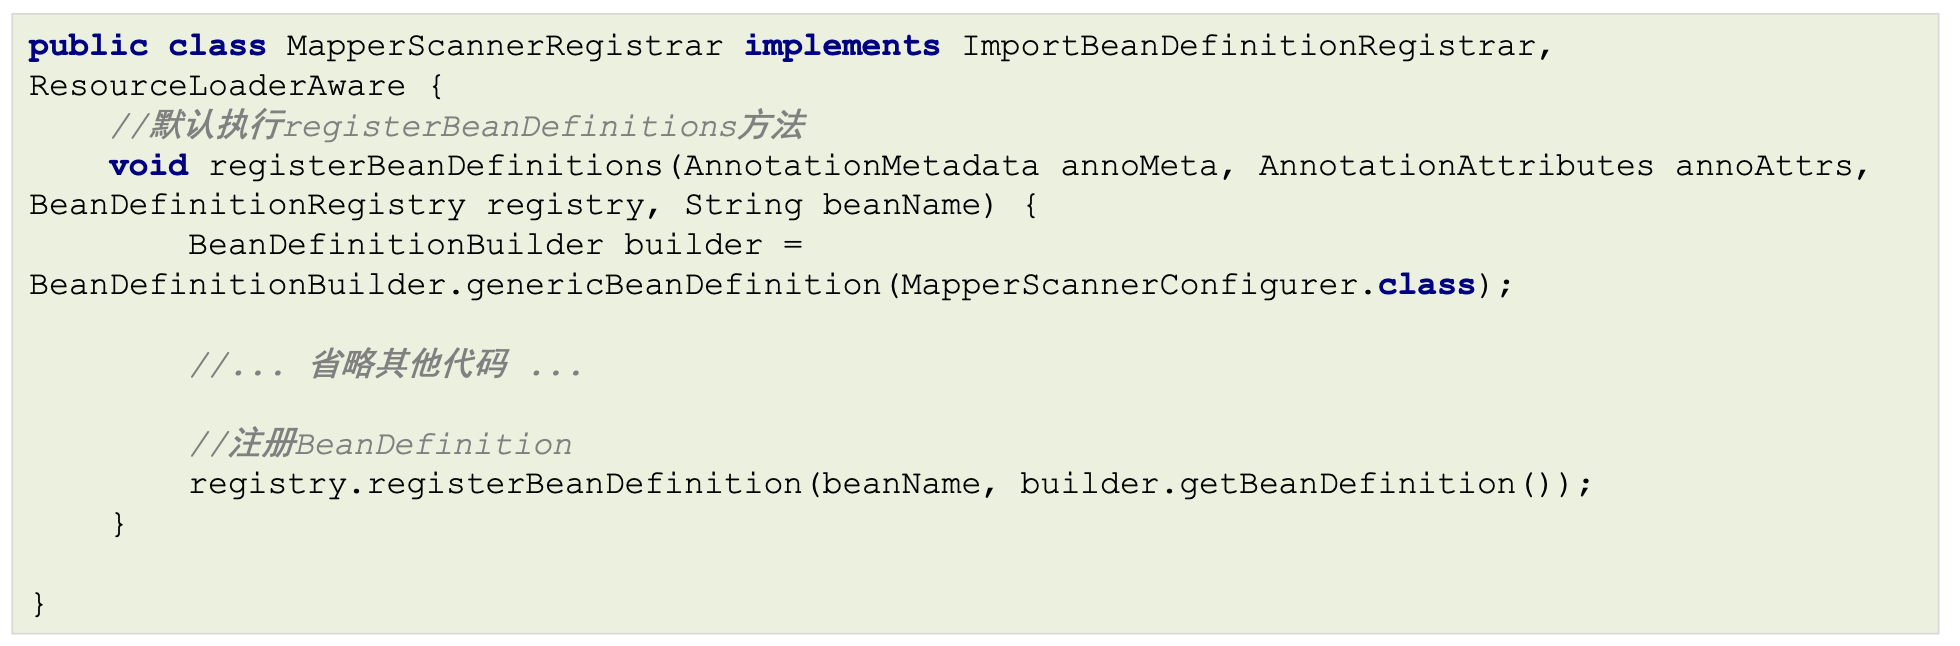 public class MapperScannerRegistrar implements ImportBeanDefinitionRegistrar,
ResourceLoaderAware {
    //默认执行registerBeanDefinitions方法
    void registerBeanDefinitions(AnnotationMetadata annoMeta, AnnotationAttributes annoAttrs,
BeanDefinitionRegistry registry, String beanName) {
        BeanDefinitionBuilder builder =
BeanDefinitionBuilder.genericBeanDefinition(MapperScannerConfigurer.class);
        //... 省略其他代码 ...
        //注册BeanDefinition
        registry.registerBeanDefinition(beanName, builder.getBeanDefinition());
    }
}